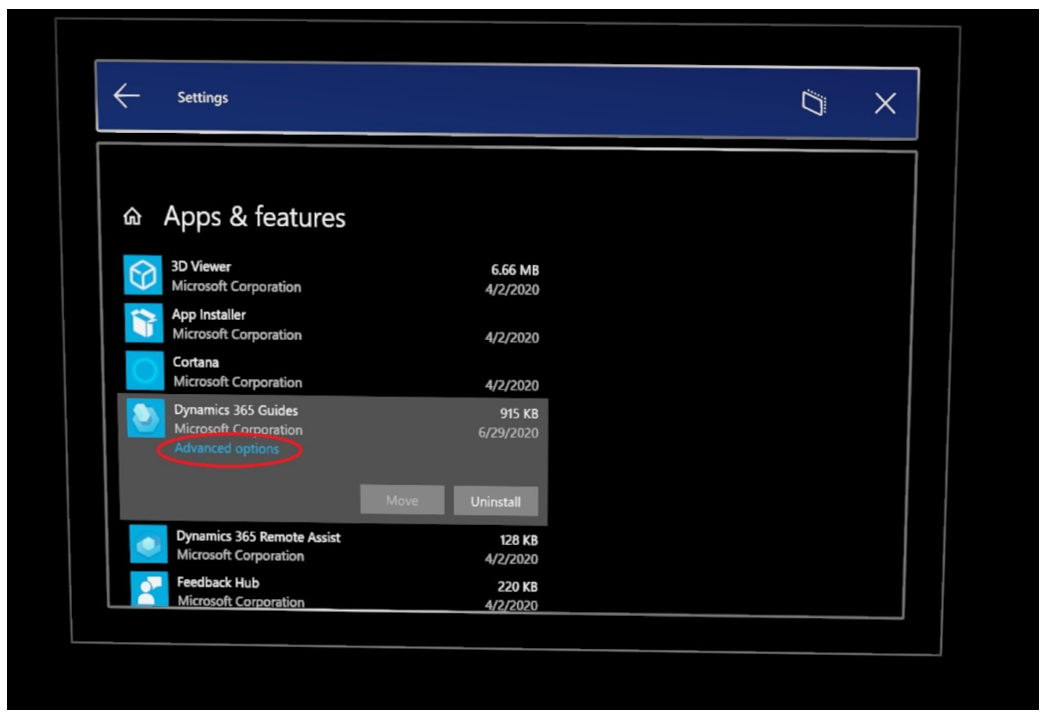 Settings
Apps & features
3D Viewer 6.66 MB
Microsoft Corporation 4/2/2020
App Installer
Microsoft Corporation 4/2/2020
Cortana
Microsoft Corporation 4/2/2020
Dynamics 365 Guides 915 KB
Microsoft Corporation 6/29/2020
Advanced options
Move Uninstall
Dynamics 365 Remote Assist 128 KB
Microsoft Corporation 4/2/2020
Feedback Hub 220 KB
Microsoft Corporation 4/2/2020